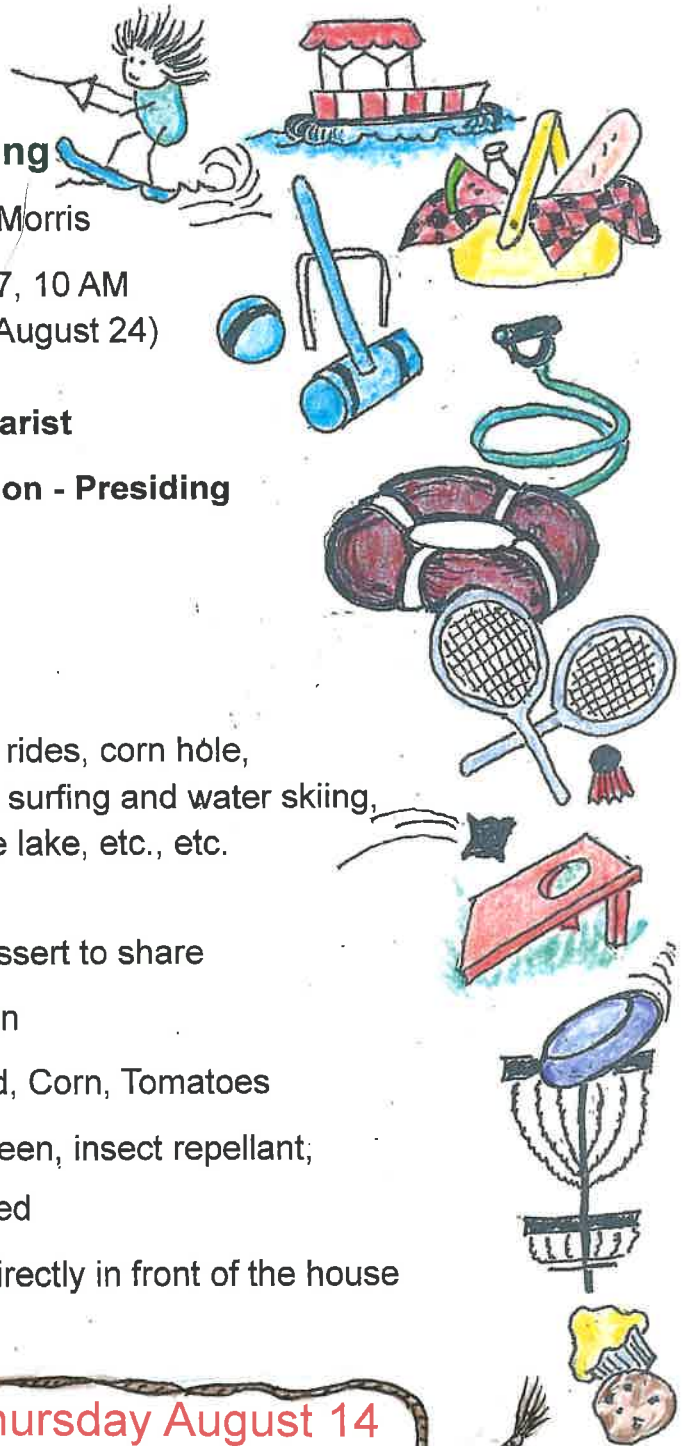 ng
Morris
7, 10 AM
August 24)
arist
on - Presiding
rides, corn hole,
surfing and water skiing,
e lake, etc., etc.
ssert to share
n
d, Corn, Tomatoes
een, insect repellant;
ed
irectly in front of the house
hursday August 14